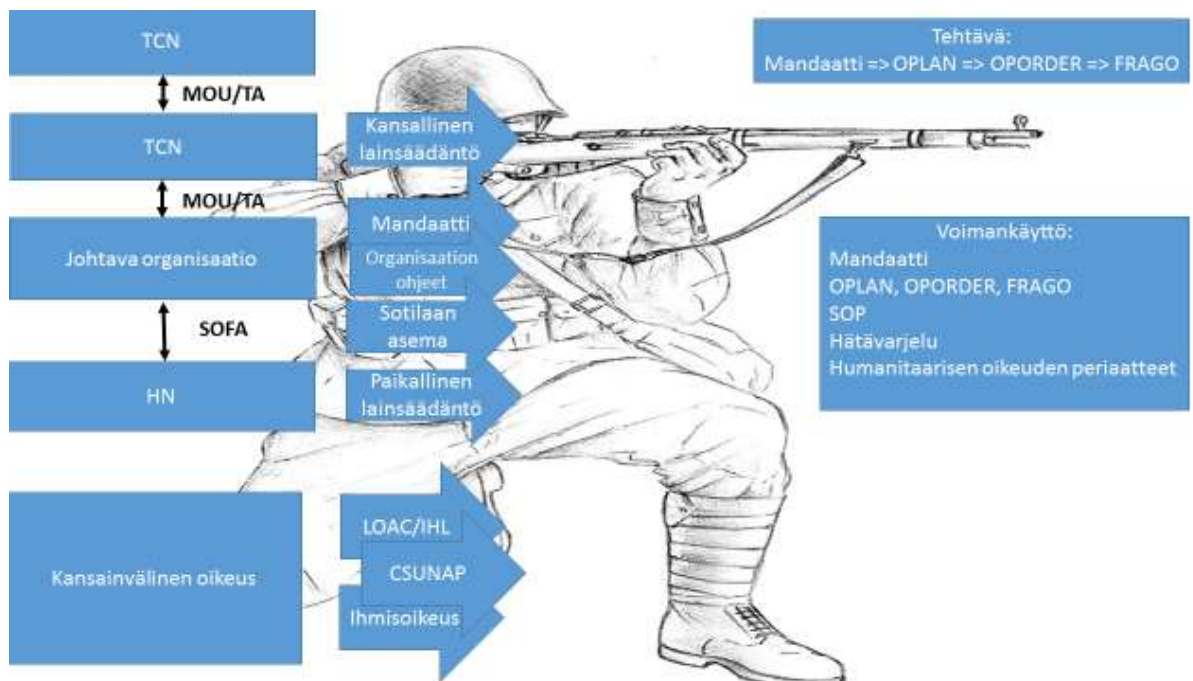 TCN
MOU/TA
TCN
MOU/TA
Johtava organisaatio
SOFA
HN
Kansainvälinen oikeus
Kansallinen
lainsäädäntö
Mandaatti
Organisaation
ohjeet
Sotilaan
asema
Paikallinen
lainsäädäntö
LOAC/IHL
CSUNAP
Ihmisoikeus
Tehtävä:
Mandaatti => OPLAN => OPORDER => FRAGO
Voimankäyttö:
Mandaatti
OPLAN, OPORDER, FRAGO
SOP
Hätävarjelu
Humanitaarisen oikeuden periaatteet